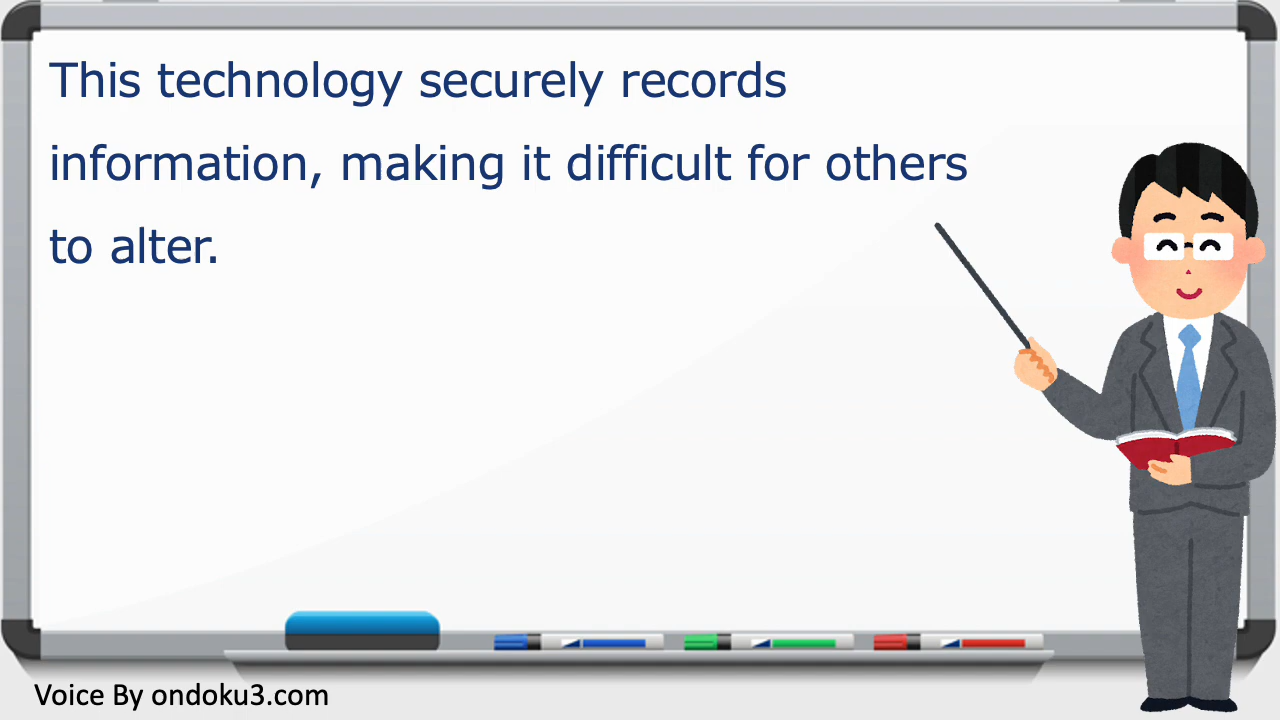 This technology securely records
information, making it difficult for others
to alter.
Voice By ondoku3.com